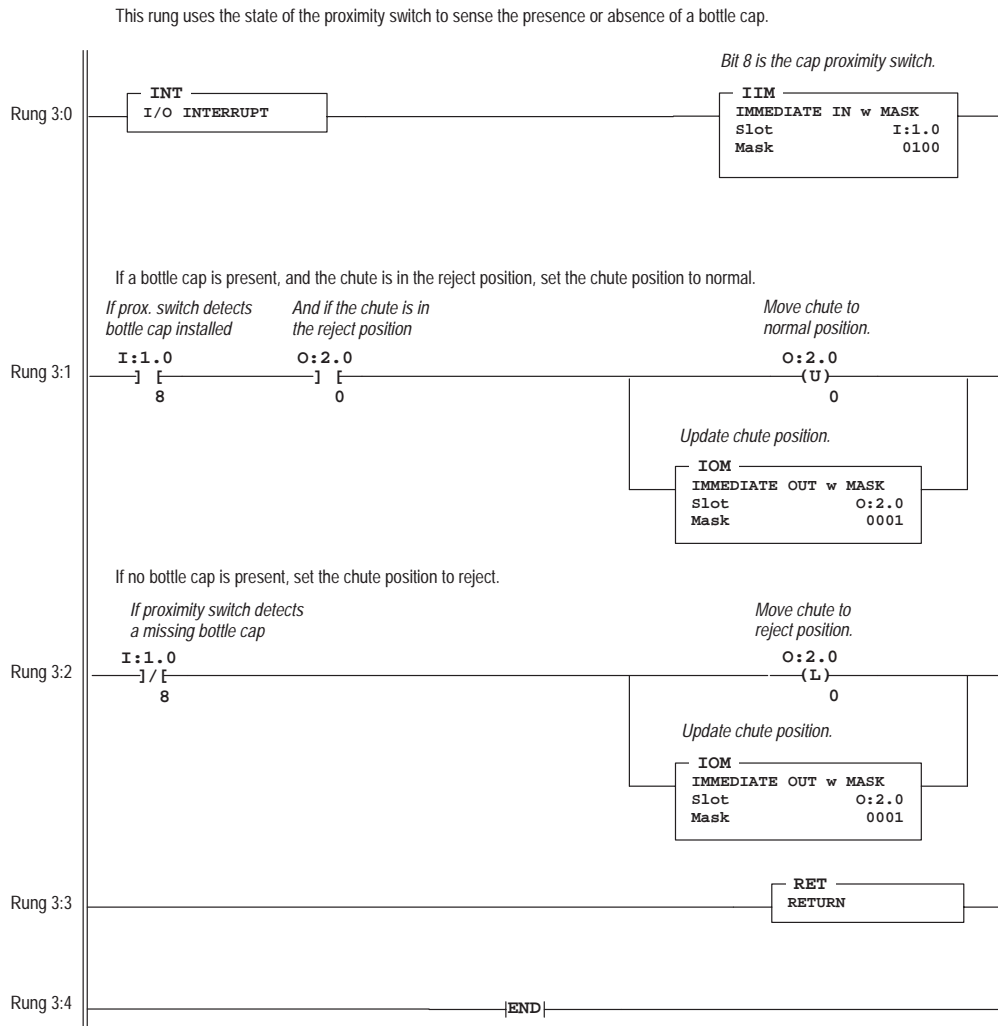 This rung uses the state of the proximity switch to sense the presence or absence of a bottle cap.
Bit 8 is the cap proximity switch.
Rung 3:0
INT
I/O INTERRUPT
IIM
IMMEDIATE IN w MASK
Slot I:1.0
Mask 0100
If a bottle cap is present, and the chute is in the reject position, set the chute position to normal.
If prox. switch detects
bottle cap installed
And if the chute is in
the reject position
Move chute to
normal position.
Rung 3:1
I:1.0
] [
8
O:2.0
] [
0
O:2.0
(U)
0
Update chute position.
IOM
IMMEDIATE OUT w MASK
Slot O:2.0
Mask 0001
If no bottle cap is present, set the chute position to reject.
If proximity switch detects
a missing bottle cap
Move chute to
reject position.
Rung 3:2
I:1.0
]/[
8
O:2.0
(L)
0
Update chute position.
IOM
IMMEDIATE OUT w MASK
Slot O:2.0
Mask 0001
Rung 3:3
RET
RETURN
Rung 3:4
END